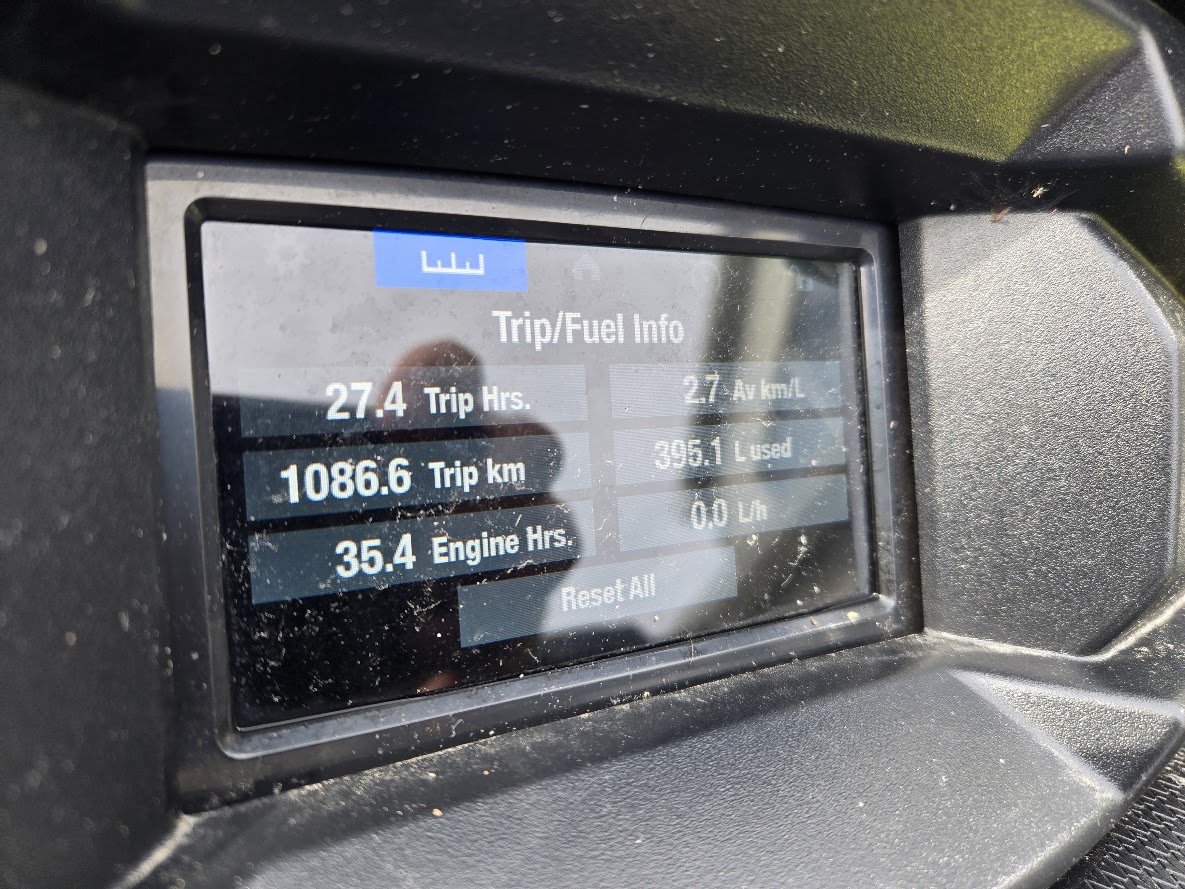 Trip/Fuel Info
27.4 Trip Hrs.
2.7 Av km/L
1086.6 Trip km
395.1 L used
35.4 Engine Hrs.
0.0 L/h
Reset All